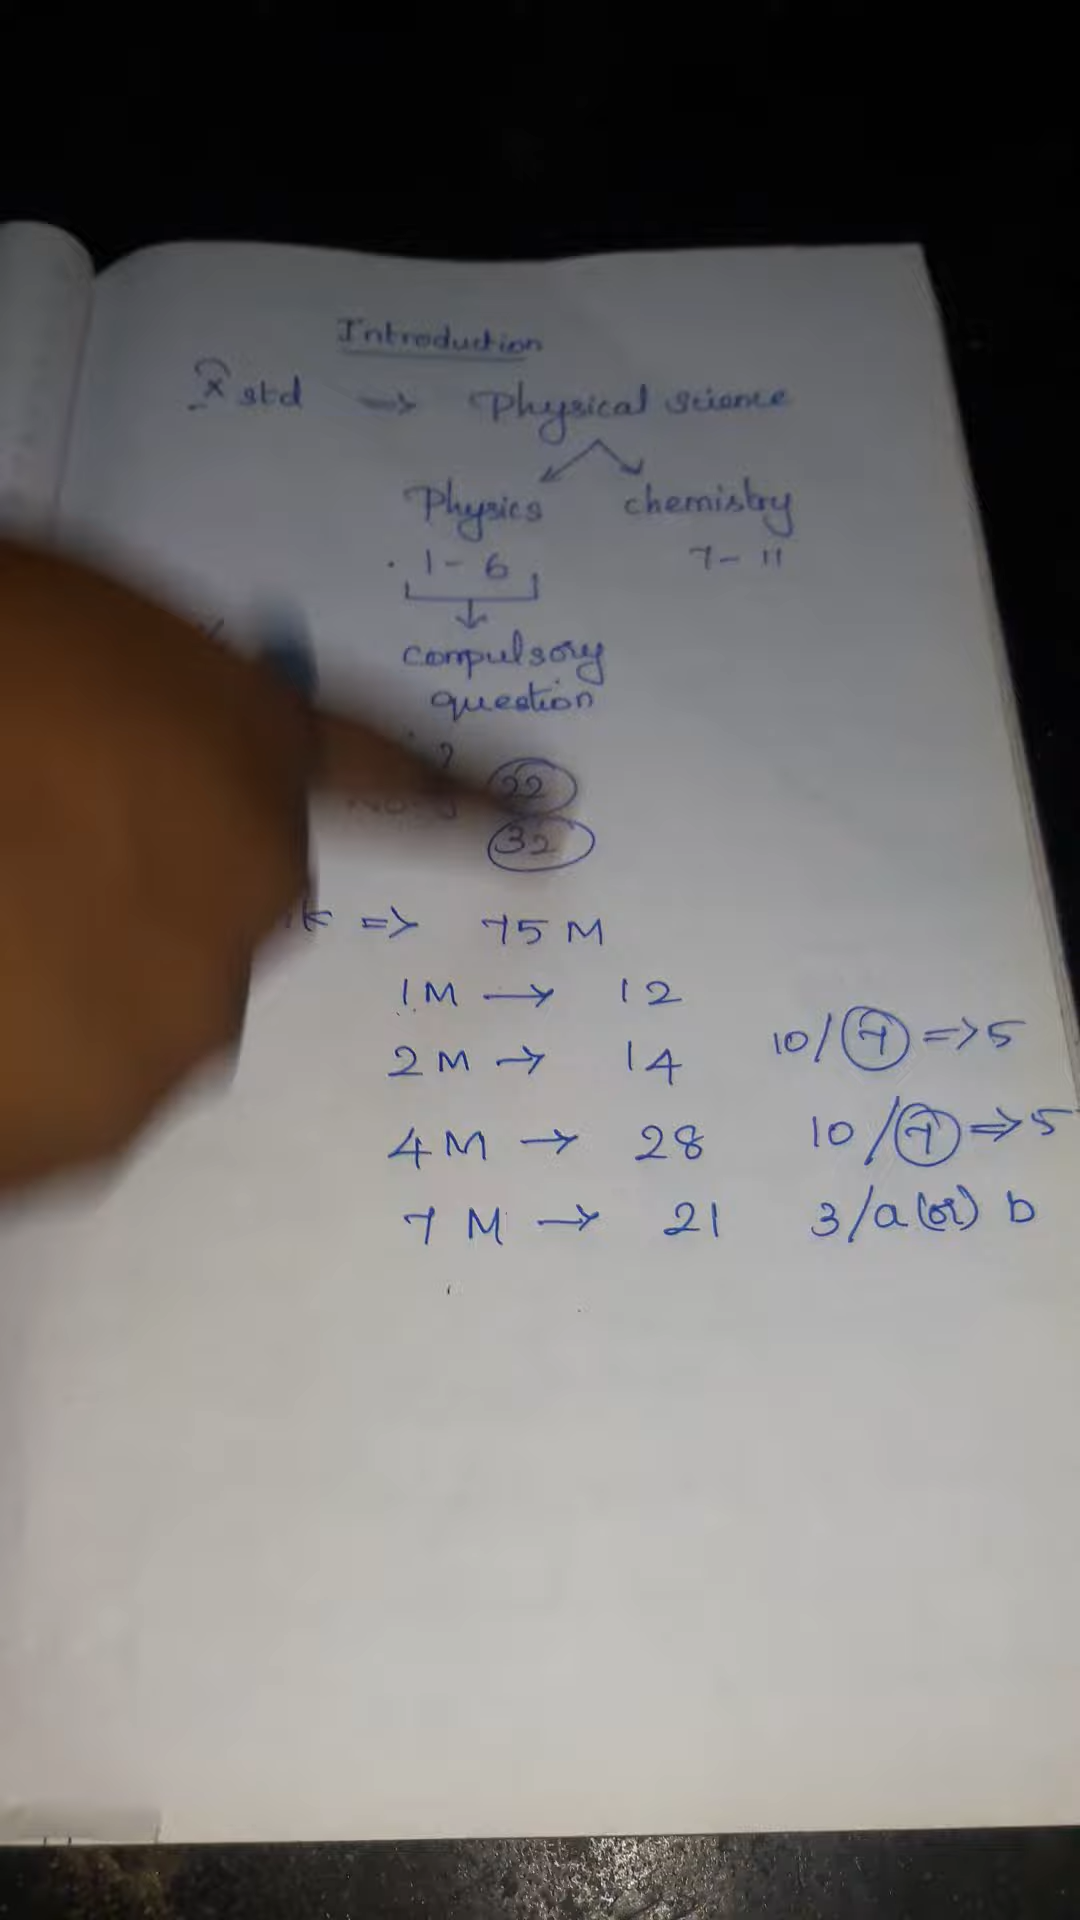 Introduction
X std => Physical science
Physics chemistry
1 - 6 7 - 11
compulsory
question
22
32
=> 75 M
1 M → 12
2 M → 14 10/7 => 5
4 M → 28 10/7 => 5
7 M → 21 3/a (or) b